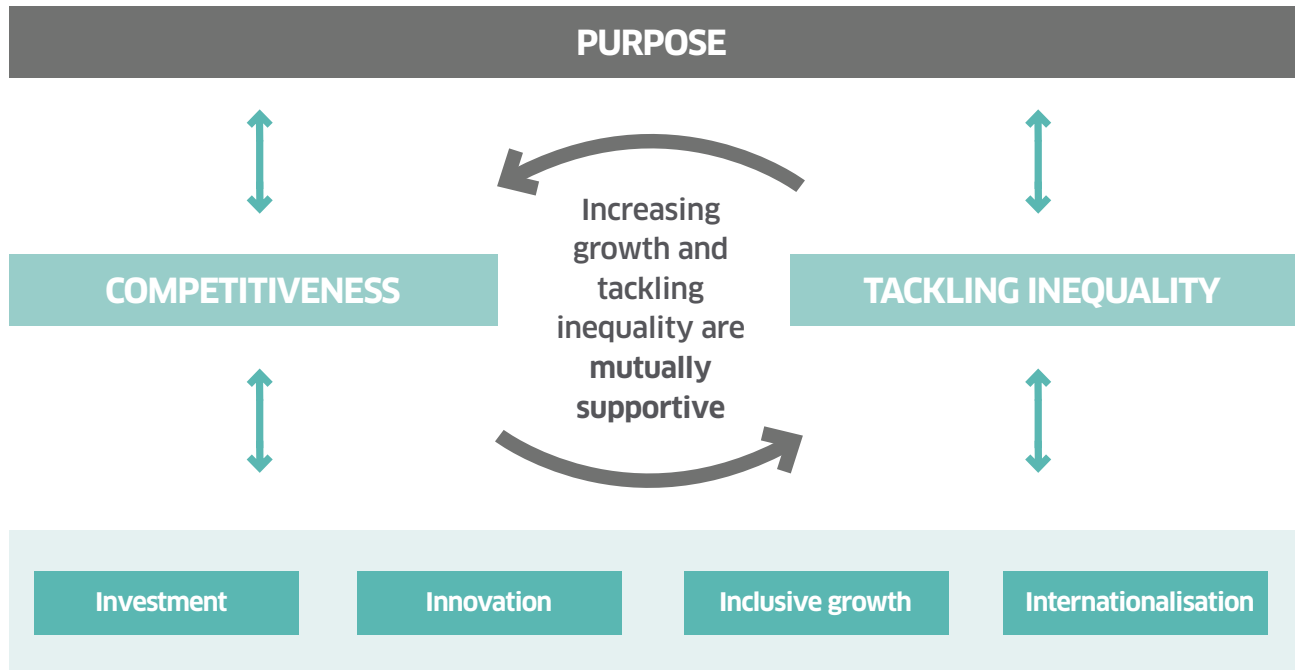 PURPOSE
COMPETITIVENESS
Increasing
growth and
tackling
inequality are
mutually
supportive
TACKLING INEQUALITY
Investment
Innovation
Inclusive growth
Internationalisation